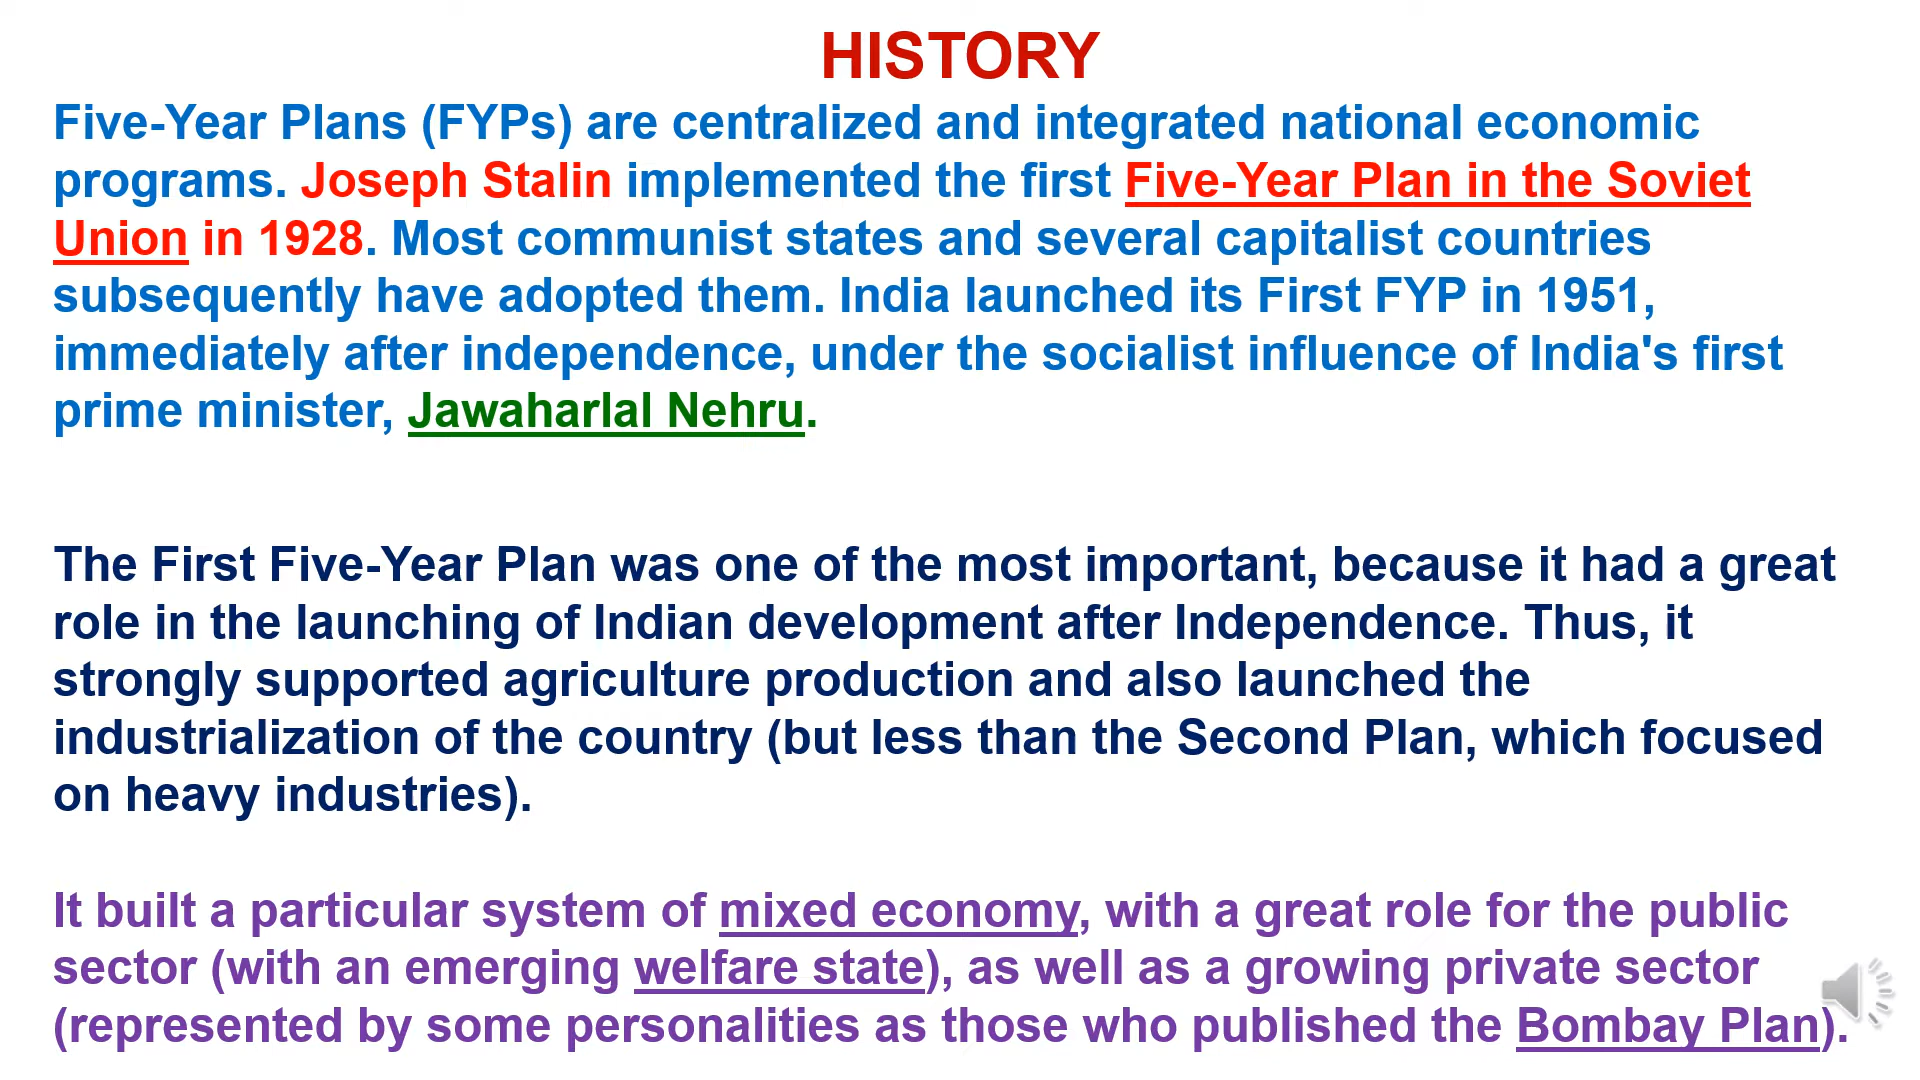 HISTORY
Five-Year Plans (FYPs) are centralized and integrated national economic
programs. Joseph Stalin implemented the first Five-Year Plan in the Soviet
Union in 1928. Most communist states and several capitalist countries
subsequently have adopted them. India launched its First FYP in 1951,
immediately after independence, under the socialist influence of India's first
prime minister, Jawaharlal Nehru.
The First Five-Year Plan was one of the most important, because it had a great
role in the launching of Indian development after Independence. Thus, it
strongly supported agriculture production and also launched the
industrialization of the country (but less than the Second Plan, which focused
on heavy industries).
It built a particular system of mixed economy, with a great role for the public
sector (with an emerging welfare state), as well as a growing private sector
(represented by some personalities as those who published the Bombay Plan).